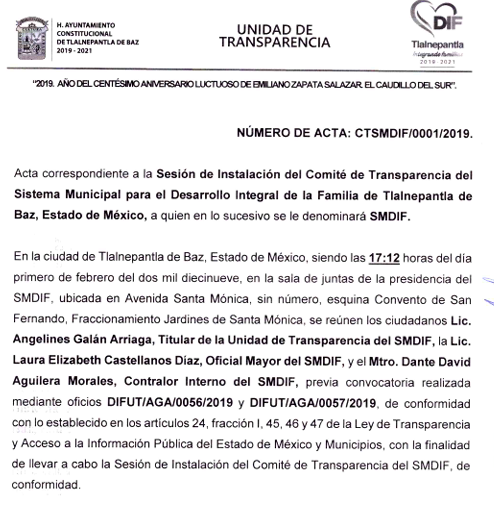 H. AYUNTAMIENTO
CONSTITUCIONAL
DE TLALNEPANTLA DE BAZ
2019 - 2021
UNIDAD DE
TRANSPARENCIA
DIF
Tlalnepantla
2019 - 2021
"2019. AÑO DEL CENTÉSIMO ANIVERSARIO LUCTUOSO DE EMILIANO ZAPATA SALAZAR. EL CAUDILLO DEL SUR".
NÚMERO DE ACTA: CTSMDIF/0001/2019.
Acta correspondiente a la Sesión de Instalación del Comité de Transparencia del
Sistema Municipal para el Desarrollo Integral de la Familia de Tlalnepantla de
Baz, Estado de México, a quien en lo sucesivo se le denominará SMDIF.
En la ciudad de Tlalnepantla de Baz, Estado de México, siendo las 17:12 horas del día
primero de febrero del dos mil diecinueve, en la sala de juntas de la presidencia del
SMDIF, ubicada en Avenida Santa Mónica, sin número, esquina Convento de San
Fernando, Fraccionamiento Jardines de Santa Mónica, se reúnen los ciudadanos Lic.
Angelines Galán Arriaga, Titular de la Unidad de Transparencia del SMDIF, la Lic.
Laura Elizabeth Castellanos Díaz, Oficial Mayor del SMDIF, y el Mtro. Dante David
Aguilera Morales, Contralor Interno del SMDIF, previa convocatoria realizada
mediante oficios DIFUT/AGA/0056/2019 y DIFUT/AGA/0057/2019, de conformidad
con lo establecido en los artículos 24, fracción I, 45, 46 y 47 de la Ley de Transparencia
y Acceso a la Información Pública del Estado de México y Municipios, con la finalidad
de llevar a cabo la Sesión de Instalación del Comité de Transparencia del SMDIF, de
conformidad.